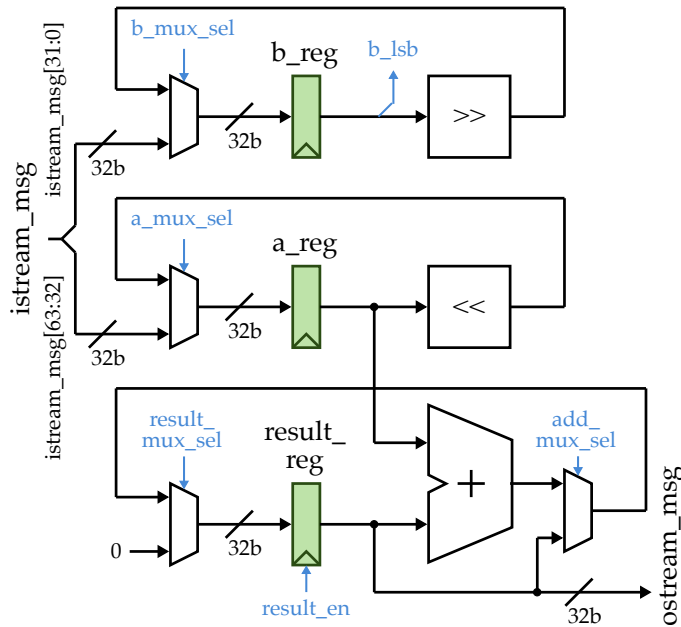 b_mux_sel
b_reg
b_lsb
>>
32b
32b
istream_msg[31:0]
istream_msg
istream_msg[63:32]
a_mux_sel
a_reg
<<
32b
32b
result_
mux_sel
result_
reg
add_
mux_sel
+
0
32b
result_en
32b
ostream_msg